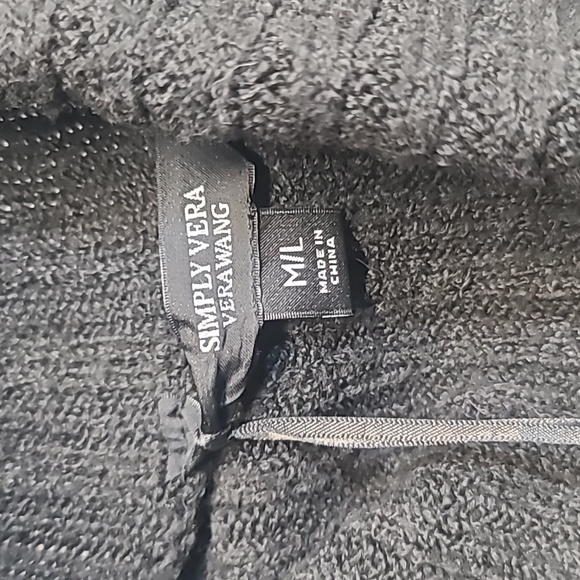 SIMPLY VERA
VERA WANG
M/L
MADE IN
CHINA